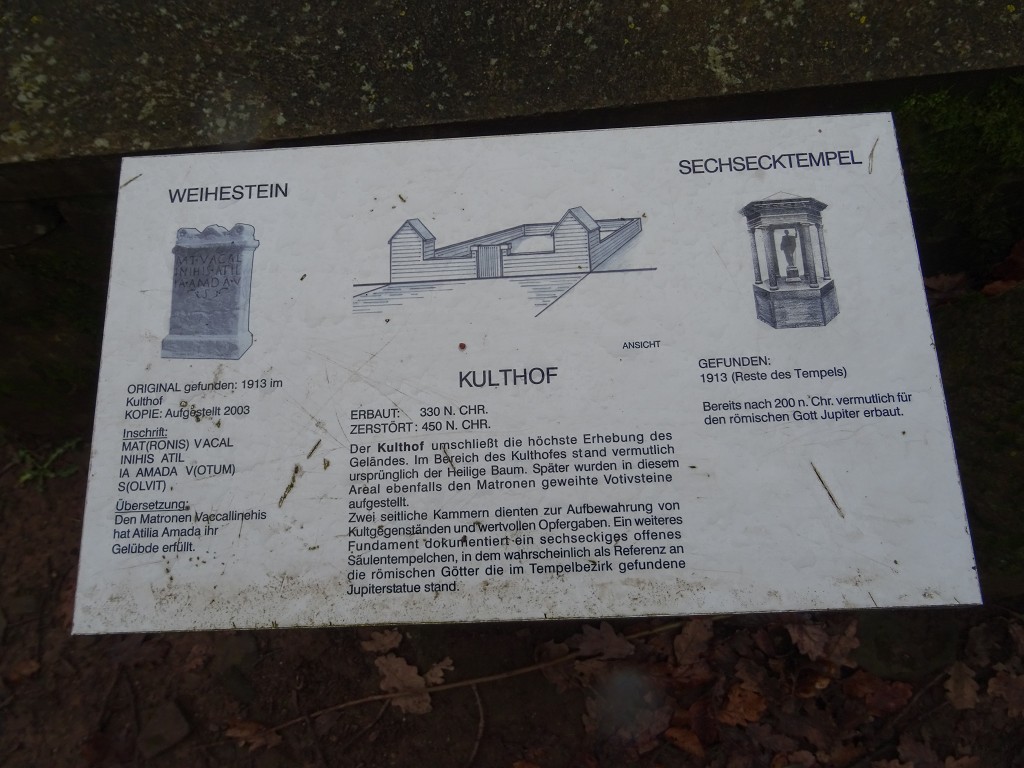 WEIHESTEIN
MAT·VACAL
INIHIS·ATIL
IA·AMDA·V
ORIGINAL gefunden: 1913 im
Kulthof
KOPIE: Aufgestellt 2003
Inschrift:
MAT(RONIS) VACAL
INIHIS ATIL
IA AMADA V(OTUM)
S(OLVIT)
Übersetzung:
Den Matronen Vaccallinehis
hat Atilia Amada ihr
Gelübde erfüllt.
ANSICHT
KULTHOF
ERBAUT: 330 N. CHR.
ZERSTÖRT: 450 N. CHR.
Der Kulthof umschließt die höchste Erhebung des
Geländes. Im Bereich des Kulthofes stand vermutlich
ursprünglich der Heilige Baum. Später wurden in diesem
Areal ebenfalls den Matronen geweihte Votivsteine
aufgestellt.
Zwei seitliche Kammern dienten zur Aufbewahrung von
Kultgegenständen und wertvollen Opfergaben. Ein weiteres
Fundament dokumentiert ein sechseckiges offenes
Säulentempelchen, in dem wahrscheinlich als Referenz an
die römischen Götter die im Tempelbezirk gefundene
Jupiterstatue stand.
SECHSECKTEMPEL
GEFUNDEN:
1913 (Reste des Tempels)
Bereits nach 200 n. Chr. vermutlich für
den römischen Gott Jupiter erbaut.